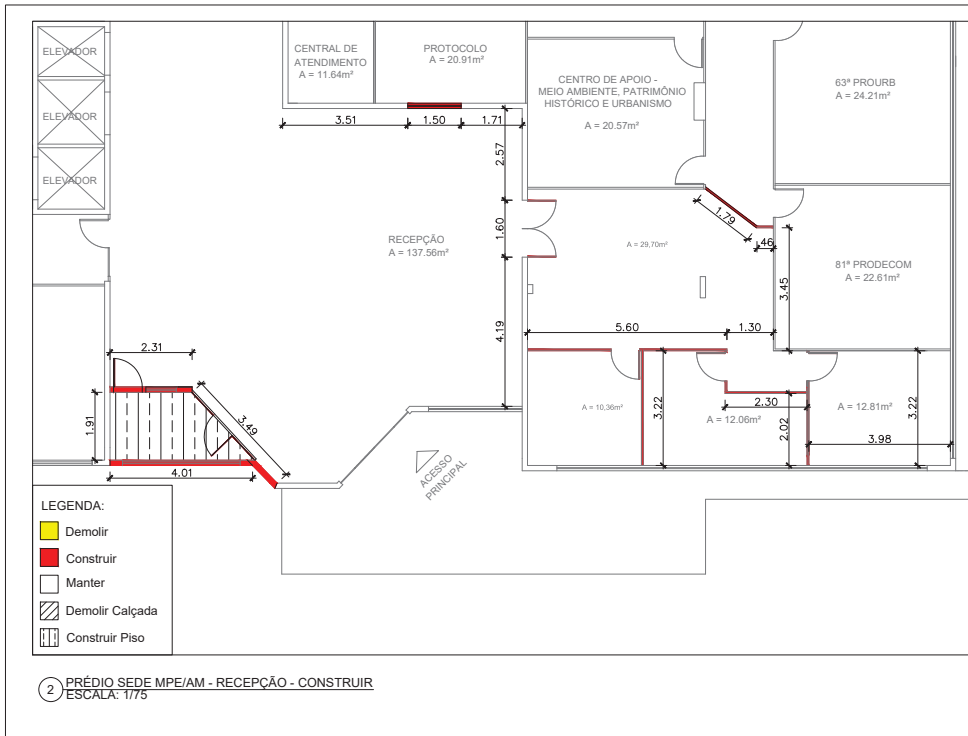 ELEVADOR
ELEVADOR
ELEVADOR
CENTRAL DE
ATENDIMENTO
A = 11.64m²
PROTOCOLO
A = 20.91m²
CENTRO DE APOIO -
MEIO AMBIENTE, PATRIMÔNIO
HISTÓRICO E URBANISMO
A = 20.57m²
63ª PROURB
A = 24.21m²
3.51
1.50
1.71
2.57
1.60
4.19
RECEPÇÃO
A = 137.56m²
1.79
.46
A = 29,70m²
3.45
81ª PRODECOM
A = 22.61m²
5.60
1.30
2.31
1.91
3.49
4.01
A = 10,36m²
3.22
A = 12.06m²
2.30
2.02
A = 12.81m²
3.22
3.98
ACESSO
PRINCIPAL
LEGENDA:
Demolir
Construir
Manter
Demolir Calçada
Construir Piso
2
PRÉDIO SEDE MPE/AM - RECEPÇÃO - CONSTRUIR
ESCALA: 1/75